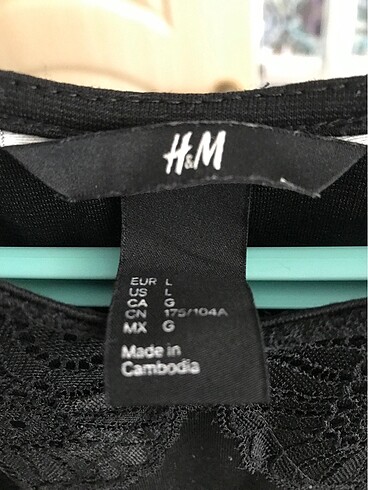 H&M
EUR L
US L
CA G
CN 175/104A
MX G
Made in
Cambodia